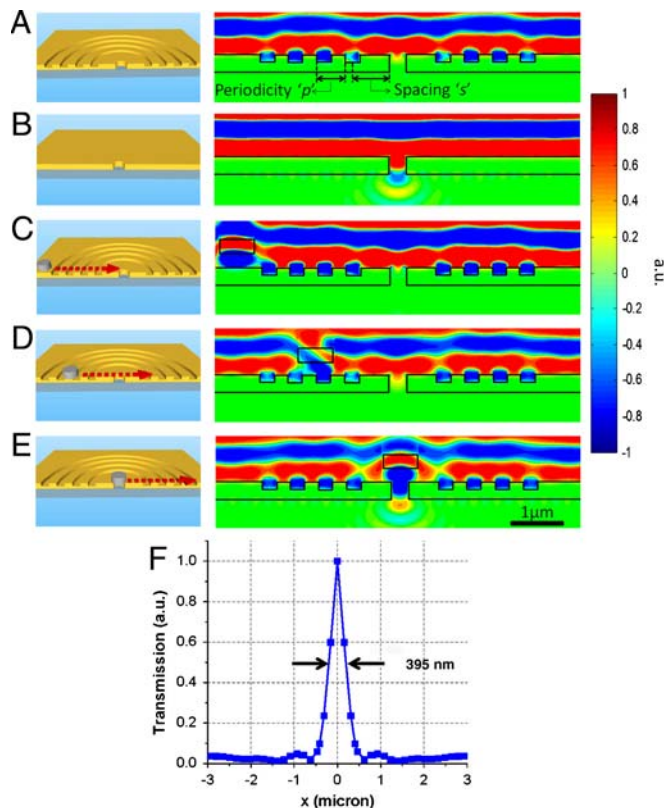 A
Periodicity 'p'
Spacing 's'
B
C
D
E
1µm
1
0.8
0.6
0.4
0.2
0
-0.2
-0.4
-0.6
-0.8
-1
a.u.
F
Transmission (a.u.)
1.0
0.8
0.6
0.4
0.2
0.0
395 nm
-3 -2 -1 0 1 2 3
x (micron)